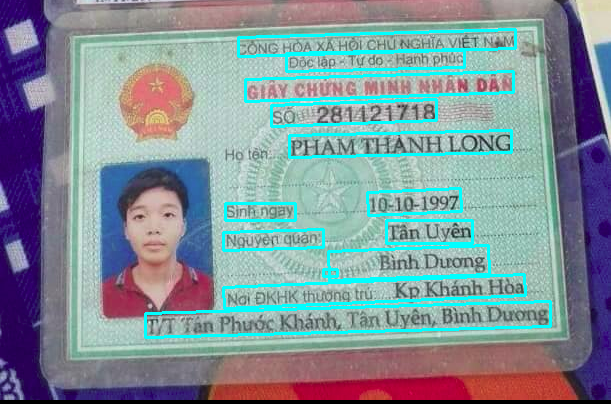 CỘNG HÒA XÃ HỘI CHỦ NGHĨA VIỆT NAM
Độc lập - Tự do - Hạnh phúc
GIẤY CHỨNG MINH NHÂN DÂN
SỐ 281121718
Họ tên: PHẠM THÀNH LONG
Sinh ngày 10-10-1997
Nguyên quán: Tân Uyên
Bình Dương
Nơi ĐKHK thường trú: Kp Khánh Hòa
T/T Tân Phước Khánh, Tân Uyên, Bình Dương